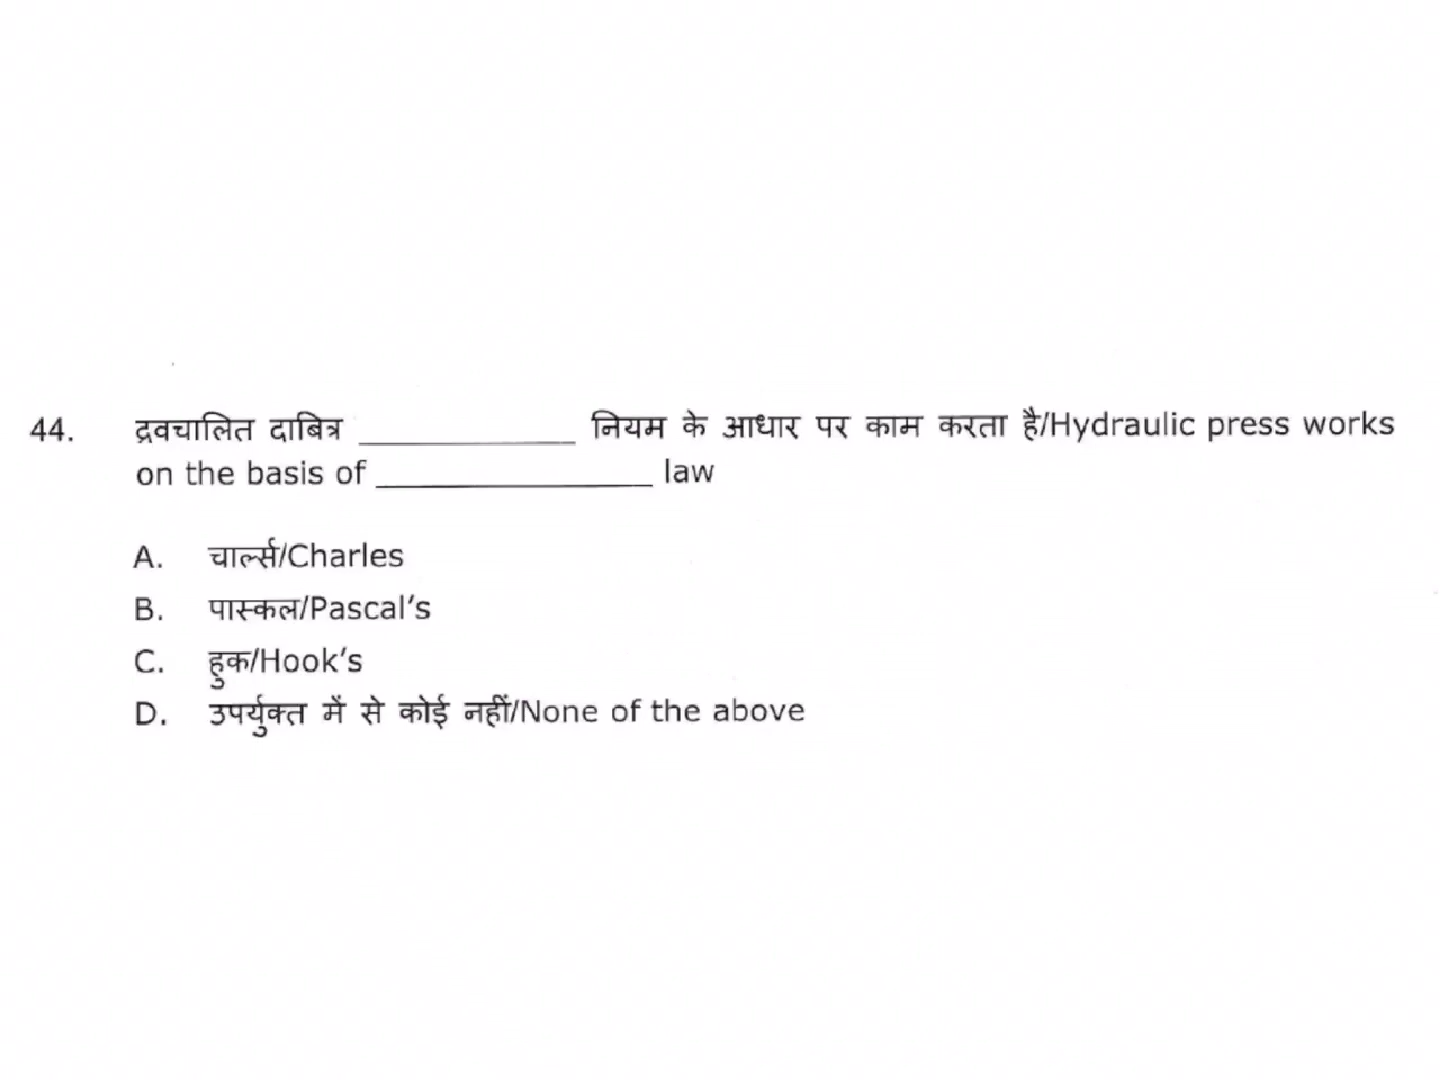 44. द्रवचालित दाबित्र ____________ नियम के आधार पर काम करता है/Hydraulic press works
on the basis of ________________ law
A. चार्ल्स/Charles
B. पास्कल/Pascal's
C. हुक/Hook's
D. उपर्युक्त में से कोई नहीं/None of the above